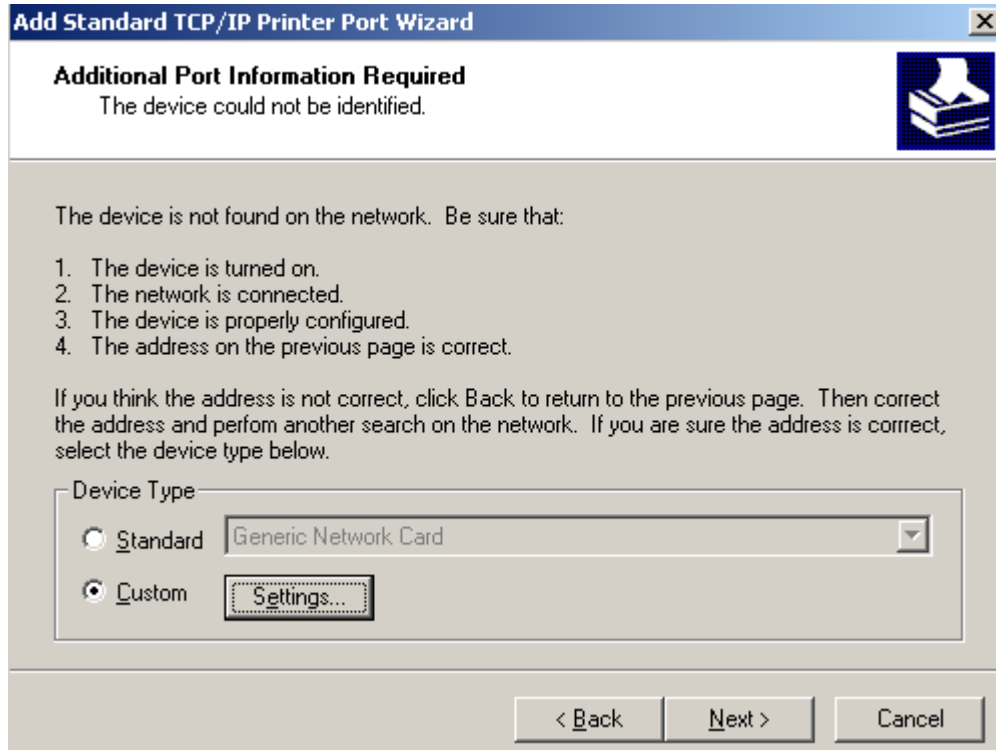 Add Standard TCP/IP Printer Port Wizard
Additional Port Information Required
The device could not be identified.
The device is not found on the network.  Be sure that:
1.  The device is turned on.
2.  The network is connected.
3.  The device is properly configured.
4.  The address on the previous page is correct.
If you think the address is not correct, click Back to return to the previous page.  Then correct
the address and perfom another search on the network.  If you are sure the address is corrrect,
select the device type below.
Device Type
Standard
Generic Network Card
Custom
Settings...
< Back
Next >
Cancel